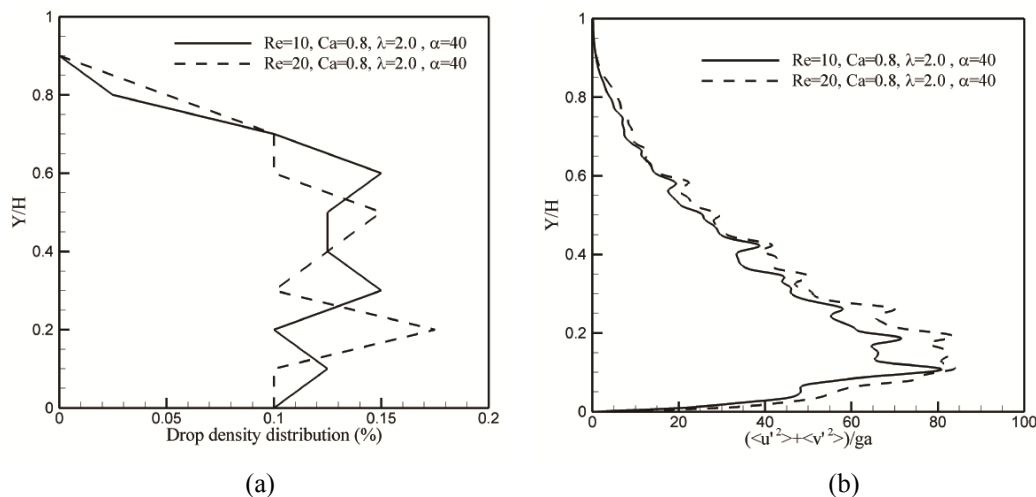 Re=10, Ca=0.8, λ=2.0 , α=40
Re=20, Ca=0.8, λ=2.0 , α=40
Y/H
1
0.8
0.6
0.4
0.2
0
0
0.05
0.1
0.15
0.2
Drop density distribution (%)
(a)
Re=10, Ca=0.8, λ=2.0 , α=40
Re=20, Ca=0.8, λ=2.0 , α=40
Y/H
1
0.8
0.6
0.4
0.2
0
0
20
40
60
80
100
(<u'²>+<v'²>)/ga
(b)